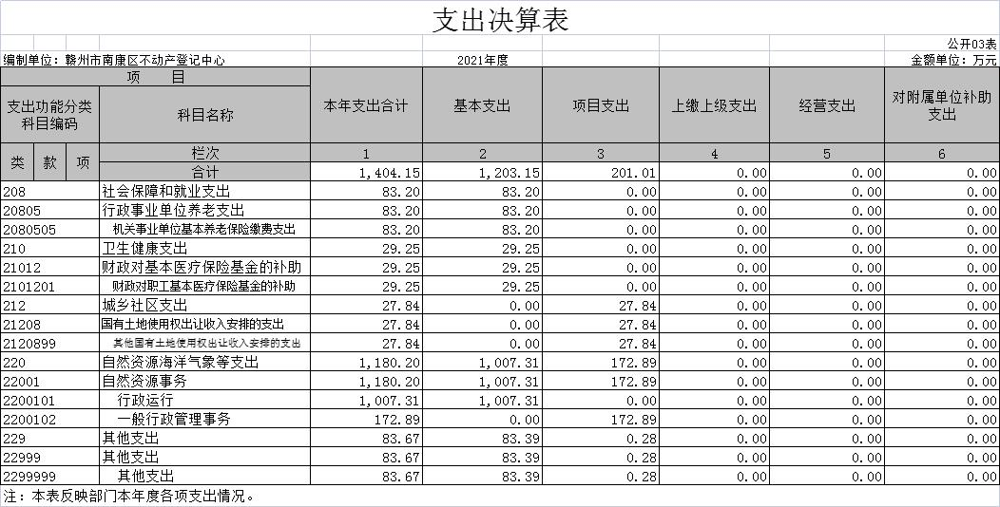 支出决算表
公开03表
编制单位：赣州市南康区不动产登记中心 2021年度 金额单位：万元
项 目 本年支出合计 基本支出 项目支出 上缴上级支出 经营支出 对附属单位补助支出
支出功能分类科目编码 科目名称
类 款 项 栏次 1 2 3 4 5 6
合计 1,404.15 1,203.15 201.01 0.00 0.00 0.00
208 社会保障和就业支出 83.20 83.20 0.00 0.00 0.00 0.00
20805 行政事业单位养老支出 83.20 83.20 0.00 0.00 0.00 0.00
2080505 机关事业单位基本养老保险缴费支出 83.20 83.20 0.00 0.00 0.00 0.00
210 卫生健康支出 29.25 29.25 0.00 0.00 0.00 0.00
21012 财政对基本医疗保险基金的补助 29.25 29.25 0.00 0.00 0.00 0.00
2101201 财政对职工基本医疗保险基金的补助 29.25 29.25 0.00 0.00 0.00 0.00
212 城乡社区支出 27.84 0.00 27.84 0.00 0.00 0.00
21208 国有土地使用权出让收入安排的支出 27.84 0.00 27.84 0.00 0.00 0.00
2120899 其他国有土地使用权出让收入安排的支出 27.84 0.00 27.84 0.00 0.00 0.00
220 自然资源海洋气象等支出 1,180.20 1,007.31 172.89 0.00 0.00 0.00
22001 自然资源事务 1,180.20 1,007.31 172.89 0.00 0.00 0.00
2200101 行政运行 1,007.31 1,007.31 0.00 0.00 0.00 0.00
2200102 一般行政管理事务 172.89 0.00 172.89 0.00 0.00 0.00
229 其他支出 83.67 83.39 0.28 0.00 0.00 0.00
22999 其他支出 83.67 83.39 0.28 0.00 0.00 0.00
2299999 其他支出 83.67 83.39 0.28 0.00 0.00 0.00
注：本表反映部门本年度各项支出情况。